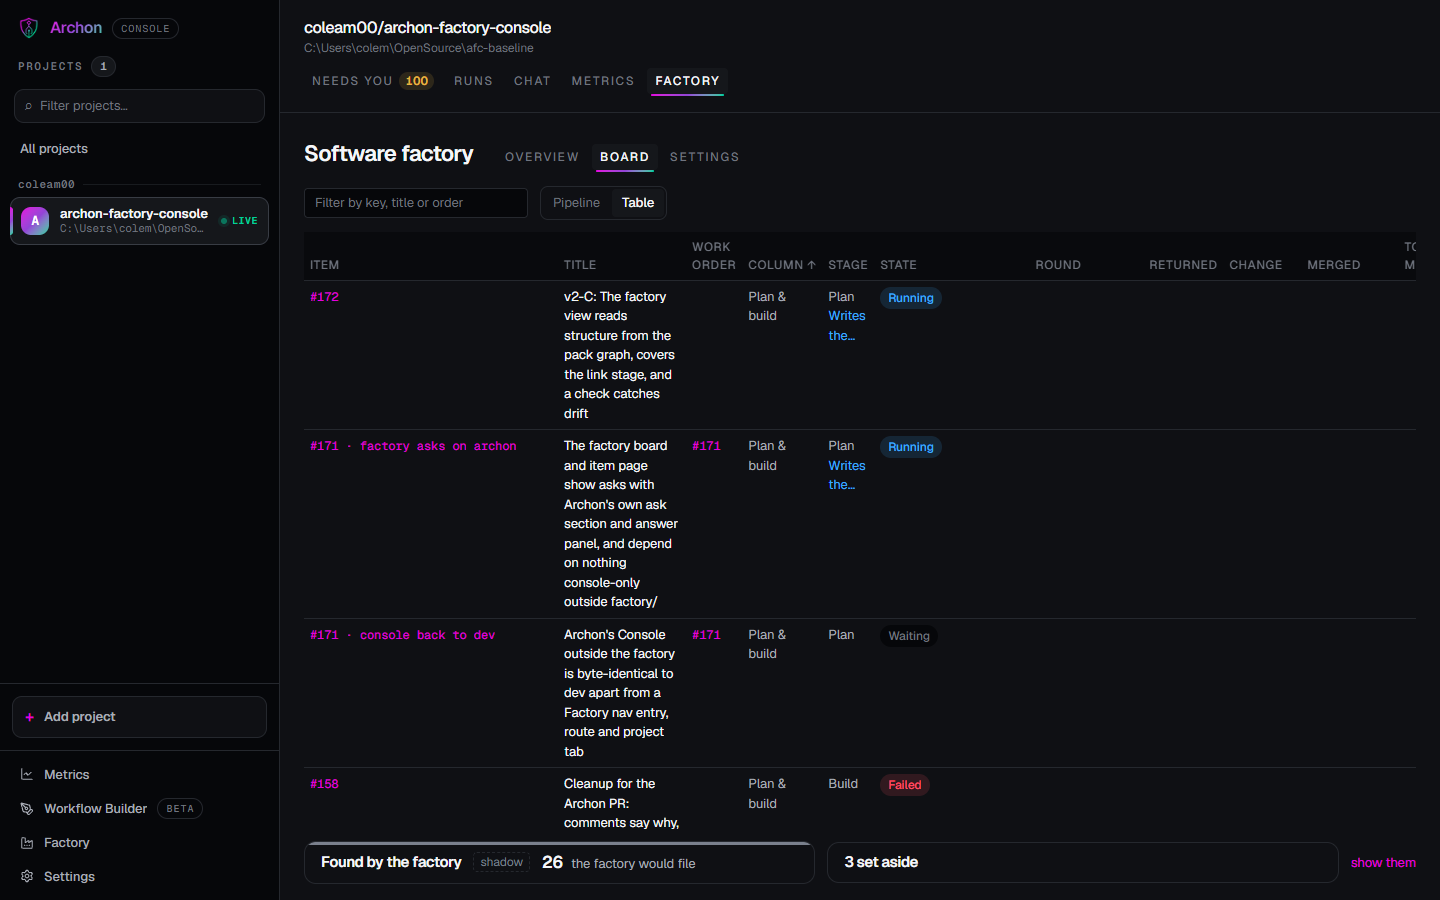 Archon CONSOLE
PROJECTS 1
Filter projects...
All projects
coleam00
A archon-factory-console LIVE
C:\Users\colem\OpenSo...
+ Add project
Metrics
Workflow Builder BETA
Factory
Settings
coleam00/archon-factory-console
C:\Users\colem\OpenSource\afc-baseline
NEEDS YOU 100 RUNS CHAT METRICS FACTORY
Software factory OVERVIEW BOARD SETTINGS
Filter by key, title or order Pipeline Table
WORK
ITEM TITLE ORDER COLUMN ↑ STAGE STATE ROUND RETURNED CHANGE MERGED
#172 v2-C: The factory Plan & Plan Running
view reads build Writes
structure from the the...
pack graph, covers
the link stage, and
a check catches
drift
#171 · factory asks on archon The factory board #171 Plan & Plan Running
and item page build Writes
show asks with the...
Archon's own ask
section and answer
panel, and depend
on nothing
console-only
outside factory/
#171 · console back to dev Archon's Console #171 Plan & Plan Waiting
outside the factory build
is byte-identical to
dev apart from a
Factory nav entry,
route and project
tab
#158 Cleanup for the Plan & Build Failed
Archon PR: build
comments say why,
Found by the factory shadow 26 the factory would file
3 set aside show them